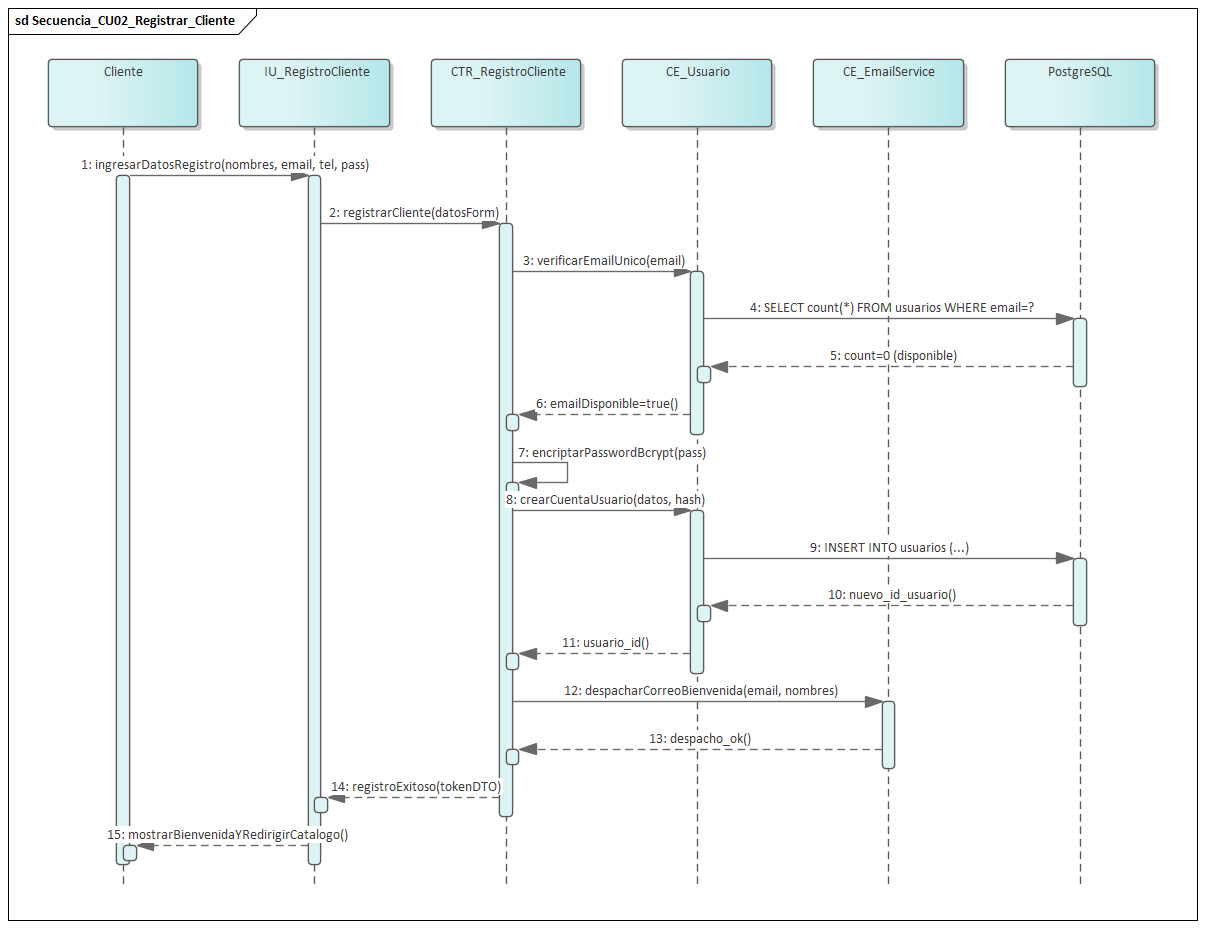 sd Secuencia_CU02_Registrar_Cliente
Cliente
IU_RegistroCliente
CTR_RegistroCliente
CE_Usuario
CE_EmailService
PostgreSQL
1: ingresarDatosRegistro(nombres, email, tel, pass)
2: registrarCliente(datosForm)
3: verificarEmailUnico(email)
4: SELECT count(*) FROM usuarios WHERE email=?
5: count=0 (disponible)
6: emailDisponible=true()
7: encriptarPasswordBcrypt(pass)
8: crearCuentaUsuario(datos, hash)
9: INSERT INTO usuarios (...)
10: nuevo_id_usuario()
11: usuario_id()
12: despacharCorreoBienvenida(email, nombres)
13: despacho_ok()
14: registroExitoso(tokenDTO)
15: mostrarBienvenidaYRedirigirCatalogo()